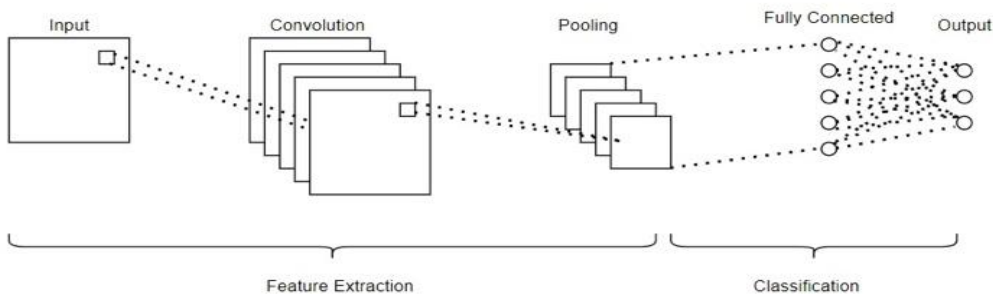 Input
Convolution
Pooling
Fully Connected
Output
Feature Extraction
Classification